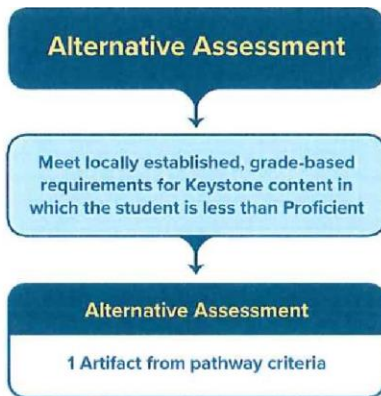 Alternative Assessment
Meet locally established, grade-based
requirements for Keystone content in
which the student is less than Proficient
Alternative Assessment
1 Artifact from pathway criteria